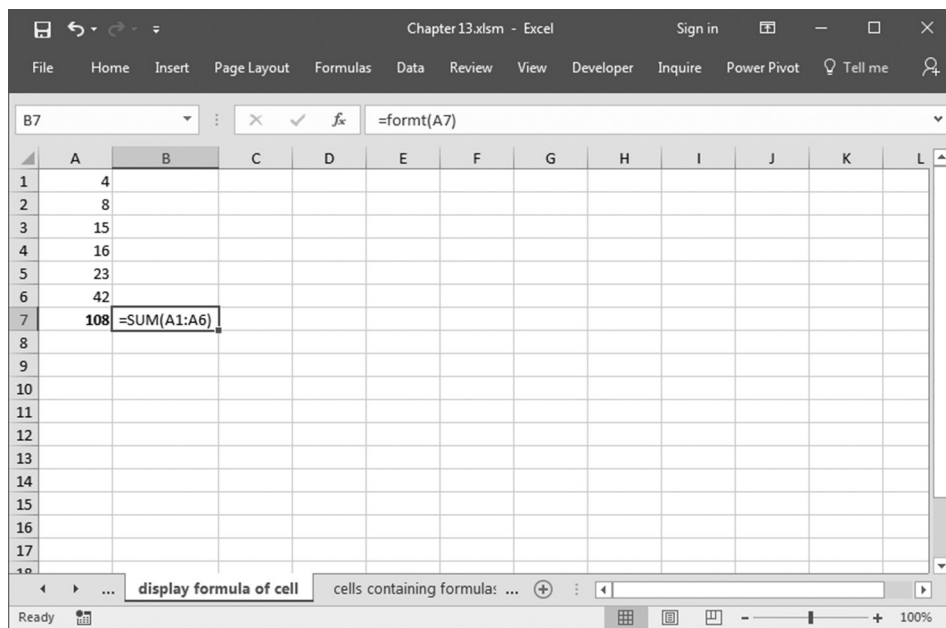 Chapter 13.xlsm - Excel Sign in
File Home Insert Page Layout Formulas Data Review View Developer Inquire Power Pivot Tell me
B7 fx =formt(A7)
A B C D E F G H I J K L
1 4
2 8
3 15
4 16
5 23
6 42
7 108 =SUM(A1:A6)
8
9
10
11
12
13
14
15
16
17
18
... display formula of cell cells containing formulas ...
Ready 100%